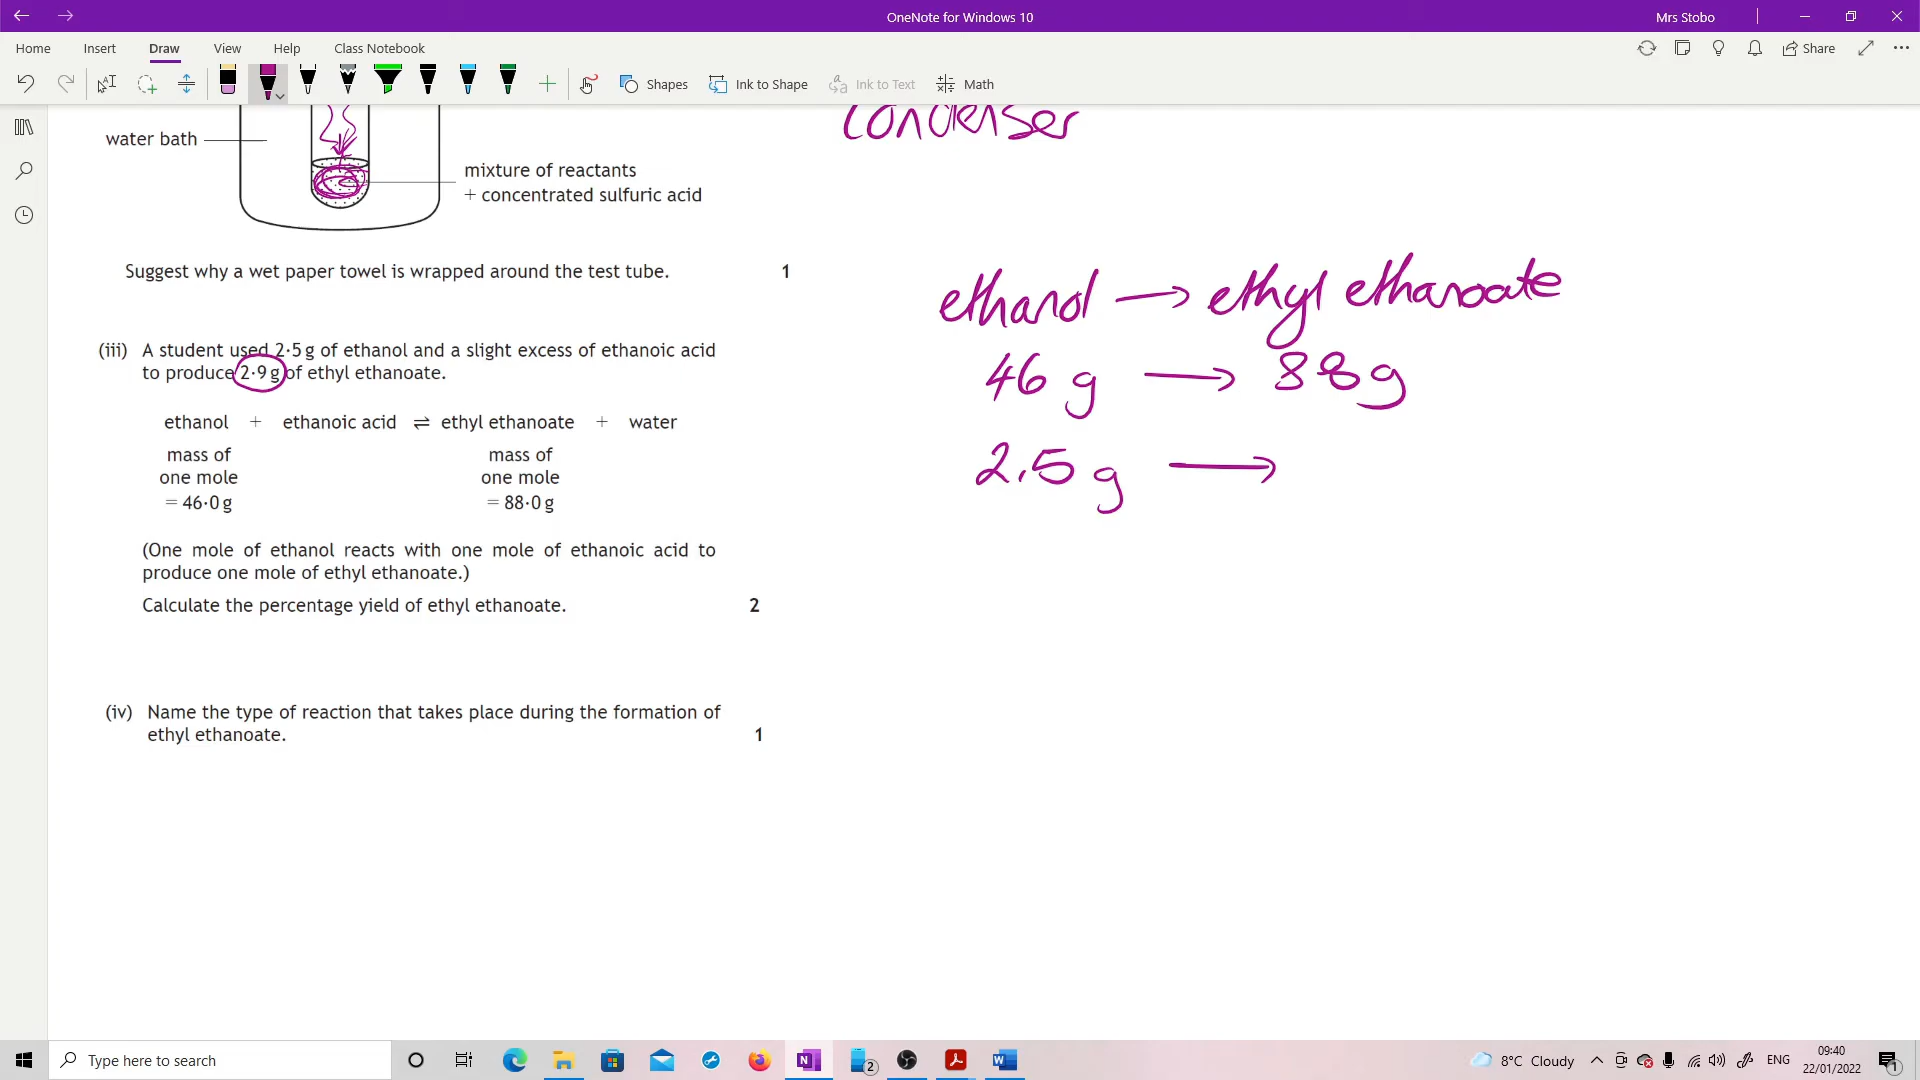 OneNote for Windows 10
Mrs Stobo
Home Insert Draw View Help Class Notebook
Share
Shapes Ink to Shape Ink to Text Math
condenser
water bath
mixture of reactants
+ concentrated sulfuric acid
Suggest why a wet paper towel is wrapped around the test tube. 1
ethanol → ethyl ethanoate
46 g → 88g
2.5 g →
(iii) A student used 2·5 g of ethanol and a slight excess of ethanoic acid
to produce 2·9 g of ethyl ethanoate.
ethanol + ethanoic acid ⇌ ethyl ethanoate + water
mass of mass of
one mole one mole
= 46·0 g = 88·0 g
(One mole of ethanol reacts with one mole of ethanoic acid to
produce one mole of ethyl ethanoate.)
Calculate the percentage yield of ethyl ethanoate. 2
(iv) Name the type of reaction that takes place during the formation of
ethyl ethanoate. 1
Type here to search
2
8°C Cloudy
ENG
09:40
22/01/2022
1